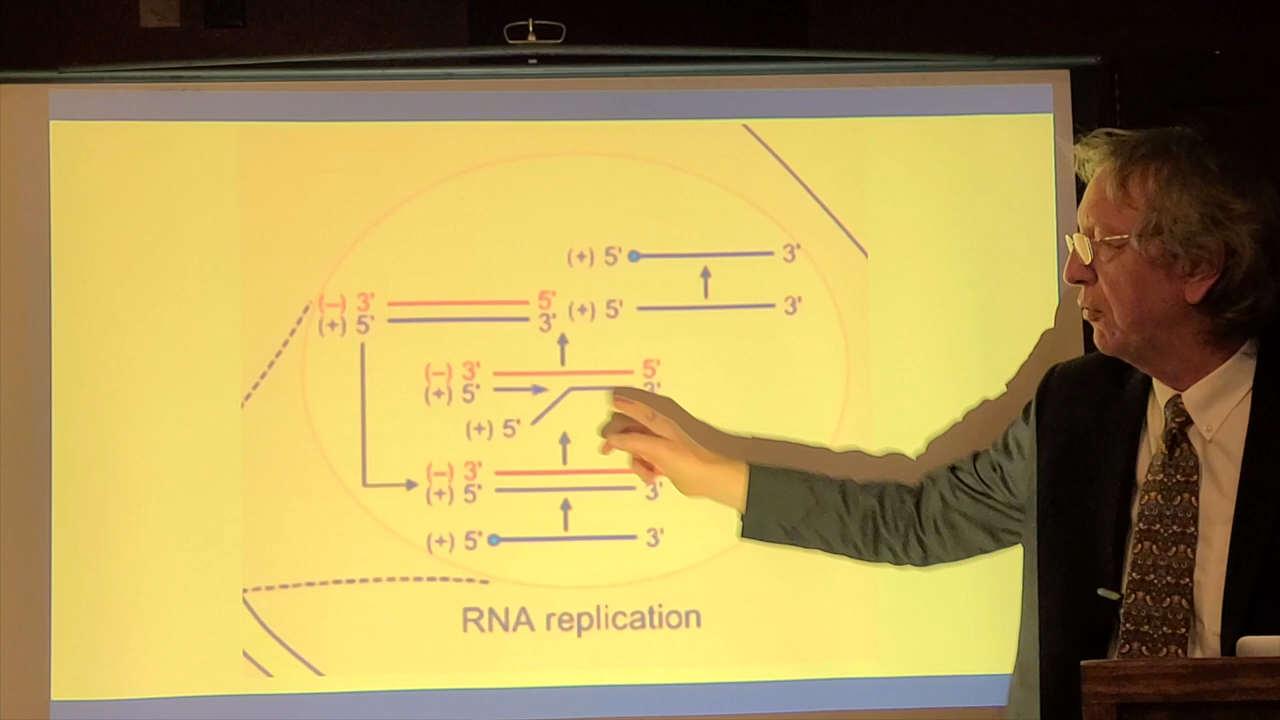 (+) 5' 3'
(+) 5' 3'
(–) 3' 5'
(+) 5' 3'
(–) 3' 5'
(+) 5' 3'
(+) 5'
(–) 3'
(+) 5' 3'
(+) 5' 3'
RNA replication